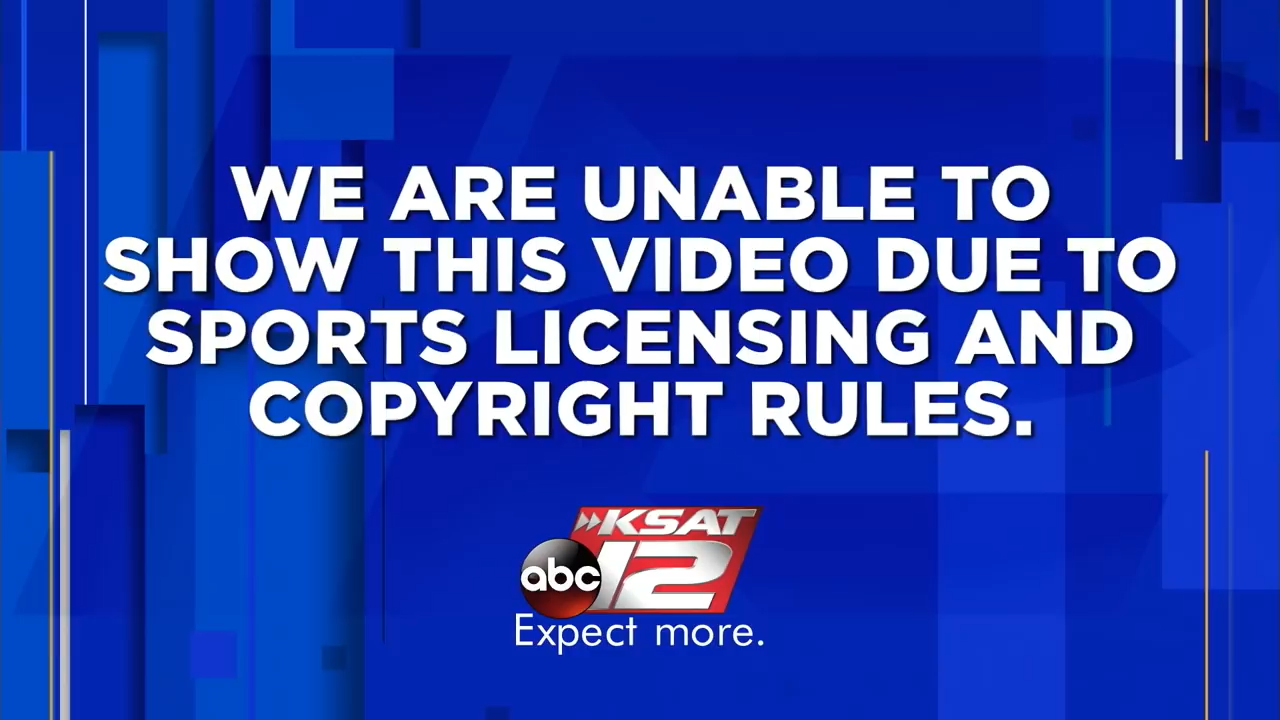 WE ARE UNABLE TO
SHOW THIS VIDEO DUE TO
SPORTS LICENSING AND
COPYRIGHT RULES.
KSAT
abc 12
Expect more.